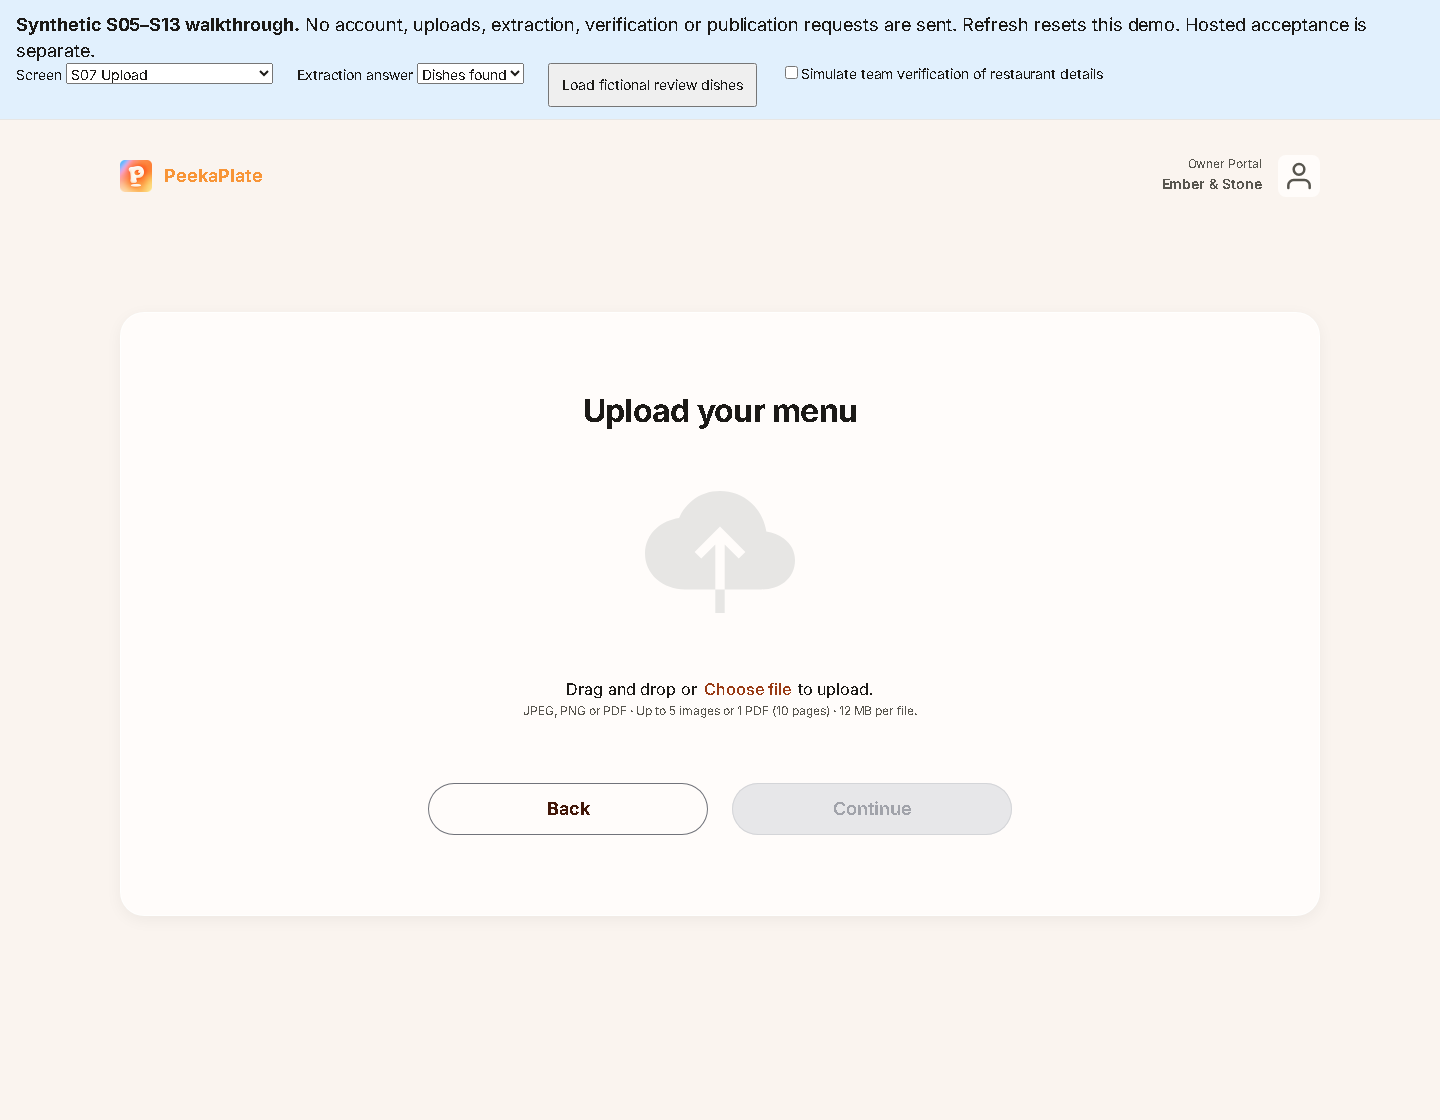 Synthetic S05–S13 walkthrough. No account, uploads, extraction, verification or publication requests are sent. Refresh resets this demo. Hosted acceptance is
separate.
Screen S07 Upload Extraction answer Dishes found Load fictional review dishes Simulate team verification of restaurant details
PeekaPlate
Owner Portal
Ember & Stone
Upload your menu
Drag and drop or Choose file to upload.
JPEG, PNG or PDF · Up to 5 images or 1 PDF (10 pages) · 12 MB per file.
Back Continue